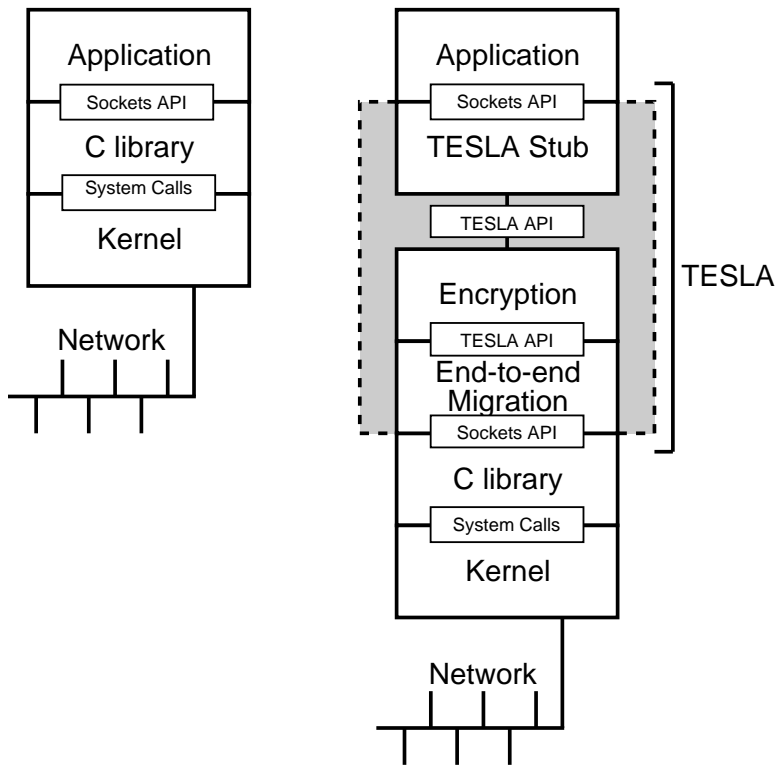 Application
Sockets API
C library
System Calls
Kernel
Network
Application
Sockets API
TESLA Stub
TESLA API
Encryption
TESLA API
End-to-end
Migration
Sockets API
C library
System Calls
Kernel
Network
TESLA